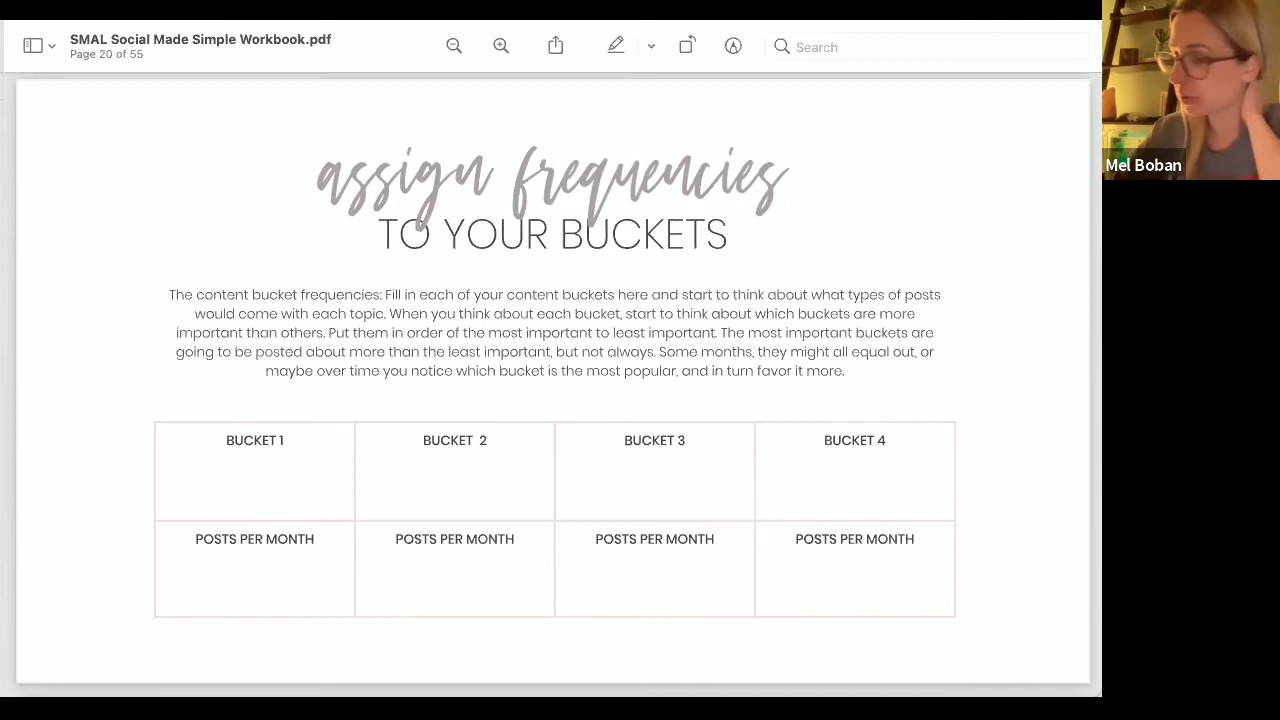 SMAL Social Made Simple Workbook.pdf
Page 20 of 55
Search
Mel Boban
assign frequencies
TO YOUR BUCKETS
The content bucket frequencies: Fill in each of your content buckets here and start to think about what types of posts
would come with each topic. When you think about each bucket, start to think about which buckets are more
important than others. Put them in order of the most important to least important. The most important buckets are
going to be posted about more than the least important, but not always. Some months, they might all equal out, or
maybe over time you notice which bucket is the most popular, and in turn favor it more.
BUCKET 1 BUCKET 2 BUCKET 3 BUCKET 4
POSTS PER MONTH POSTS PER MONTH POSTS PER MONTH POSTS PER MONTH